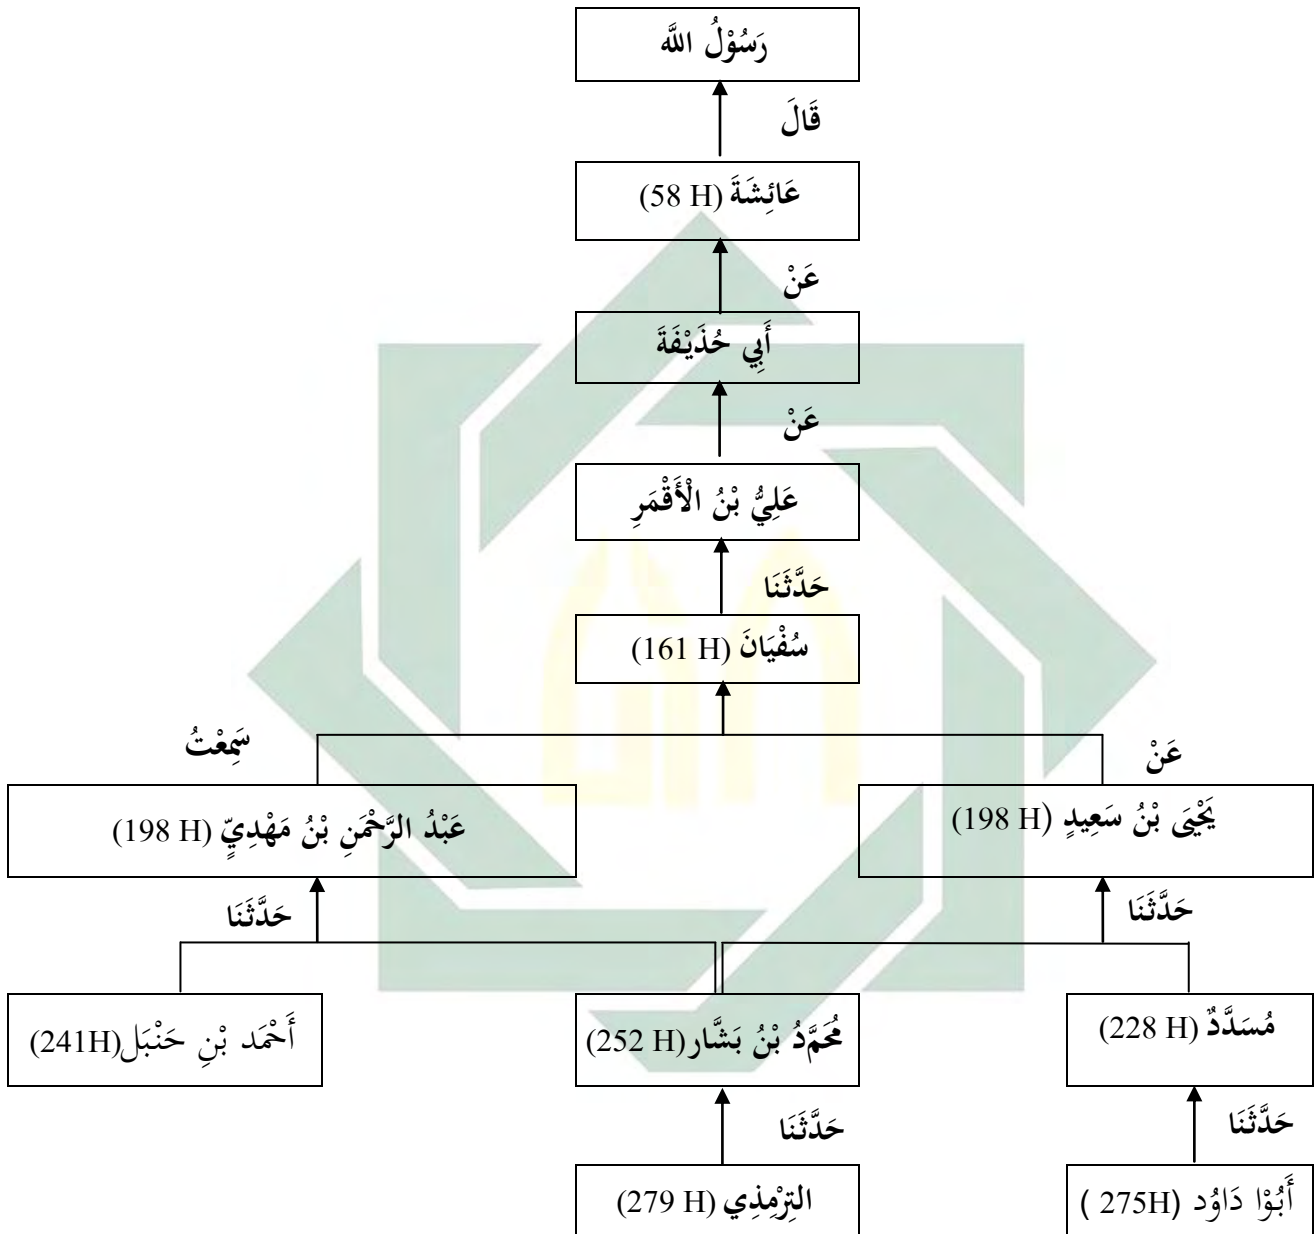 رَسُوْلُ اللَّه
قَالَ
عَائِشَةَ (58 H)
عَنْ
أَبِي حُذَيْفَةَ
عَنْ
عَلِيُّ بْنُ الْأَقْمَرِ
حَدَّثَنَا
سُفْيَانَ (161 H)
عَنْ
سَمِعْتُ
يَحْيَى بْنُ سَعِيدٍ (198 H)
عَبْدُ الرَّحْمَنِ بْنُ مَهْدِيٍّ (198 H)
حَدَّثَنَا
حَدَّثَنَا
مُسَدَّدٌ (228 H)
مُحَمَّدُ بْنُ بَشَّار (252 H)
أَحْمَد بْنِ حَنْبَل (241H)
حَدَّثَنَا
حَدَّثَنَا
أَبُوْا دَاوُد (275H )
التِرْمِذِي (279 H)